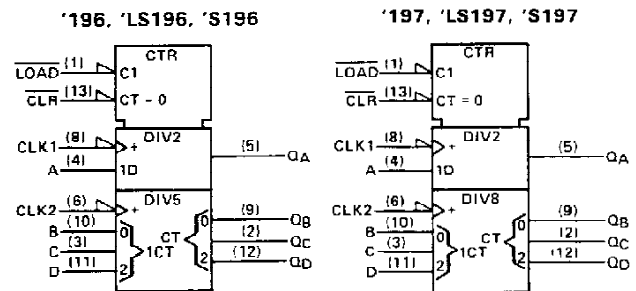 '196, 'LS196, 'S196
CTR
LOAD (1) C1
CLR (13) CT = 0
DIV2
CLK1 (8) +
A (4) 1D
(5) QA
DIV5
CLK2 (6) +
B (10) 0
C (3) 1CT
D (11) 2
CT
0 (9) QB
(2) QC
2 (12) QD
'197, 'LS197, 'S197
CTR
LOAD (1) C1
CLR (13) CT = 0
DIV2
CLK1 (8) +
A (4) 1D
(5) QA
DIV8
CLK2 (6) +
B (10) 0
C (3) 1CT
D (11) 2
CT
0 (9) QB
(2) QC
2 (12) QD